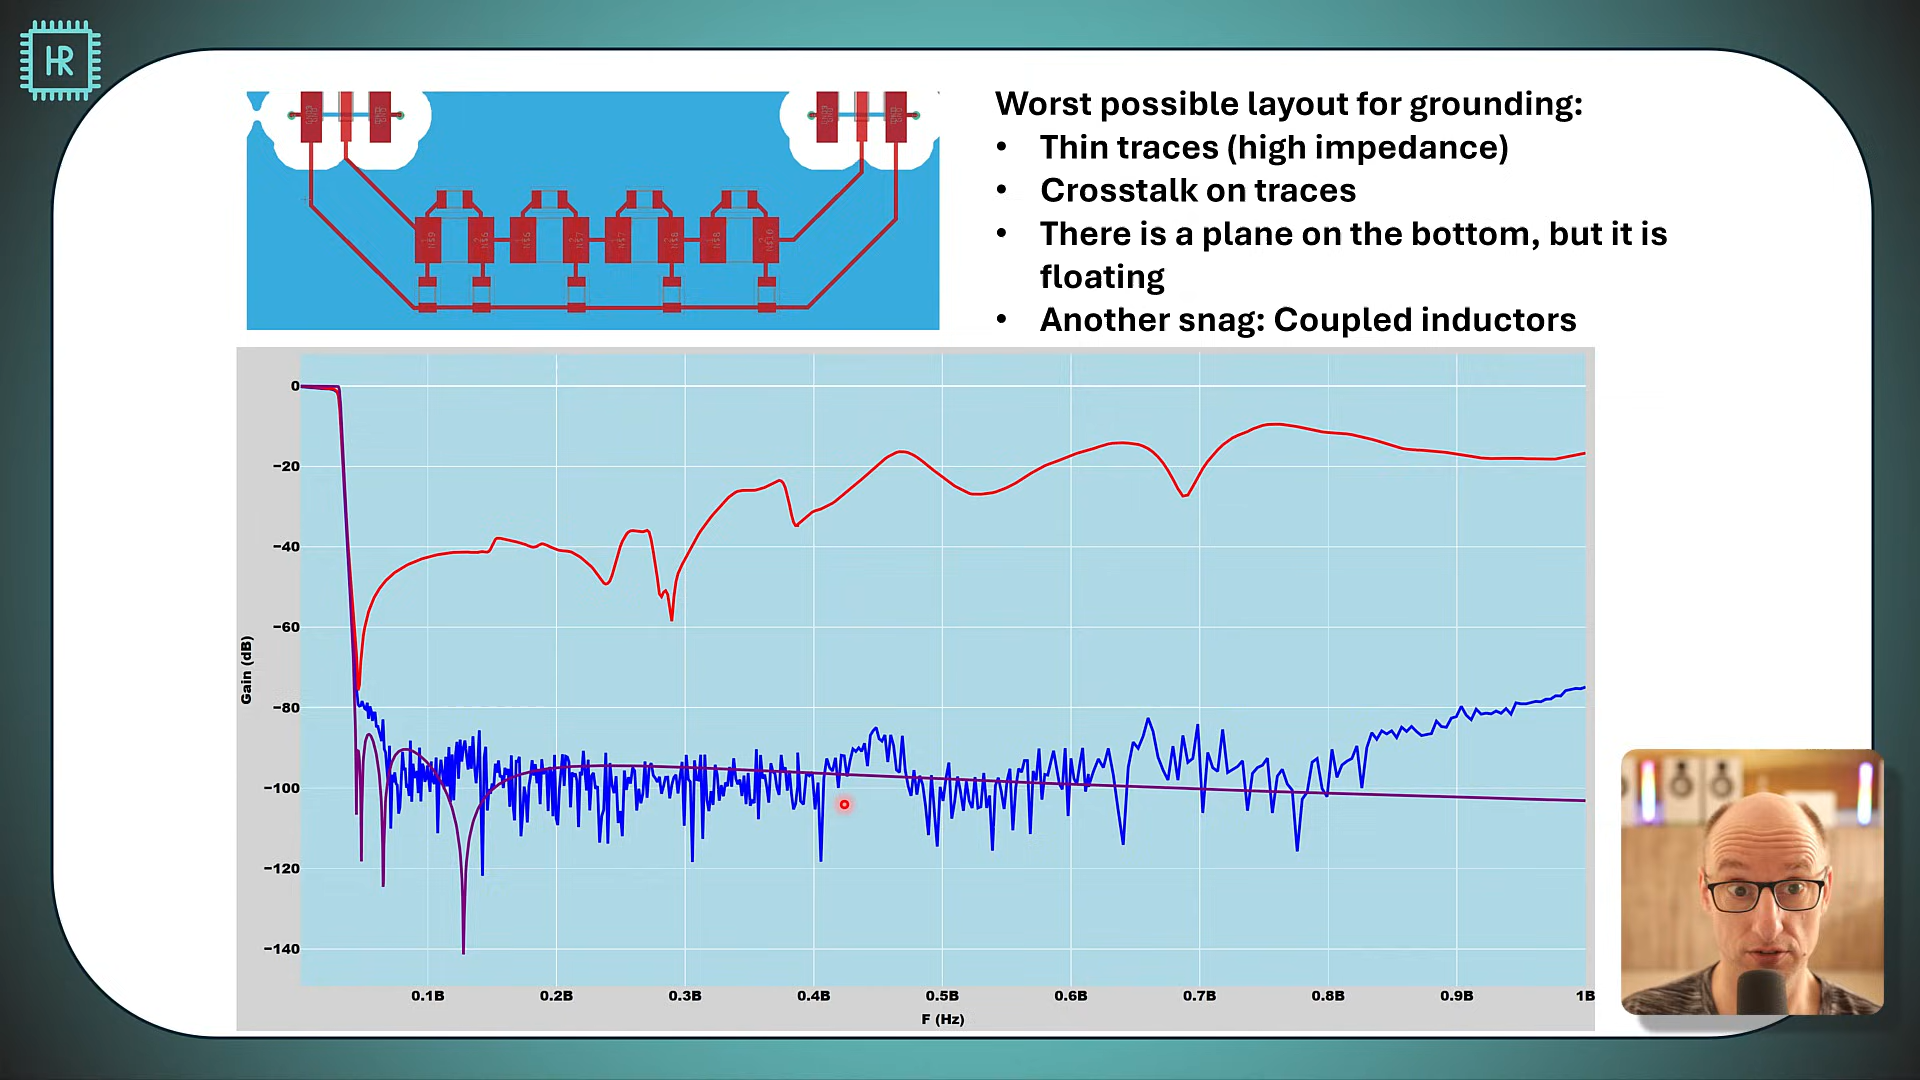 HR
Worst possible layout for grounding:
• Thin traces (high impedance)
• Crosstalk on traces
• There is a plane on the bottom, but it is
floating
• Another snag: Coupled inductors
0
−20
−40
−60
−80
−100
−120
−140
Gain (dB)
0.1B 0.2B 0.3B 0.4B 0.5B 0.6B 0.7B 0.8B 0.9B 1B
F (Hz)